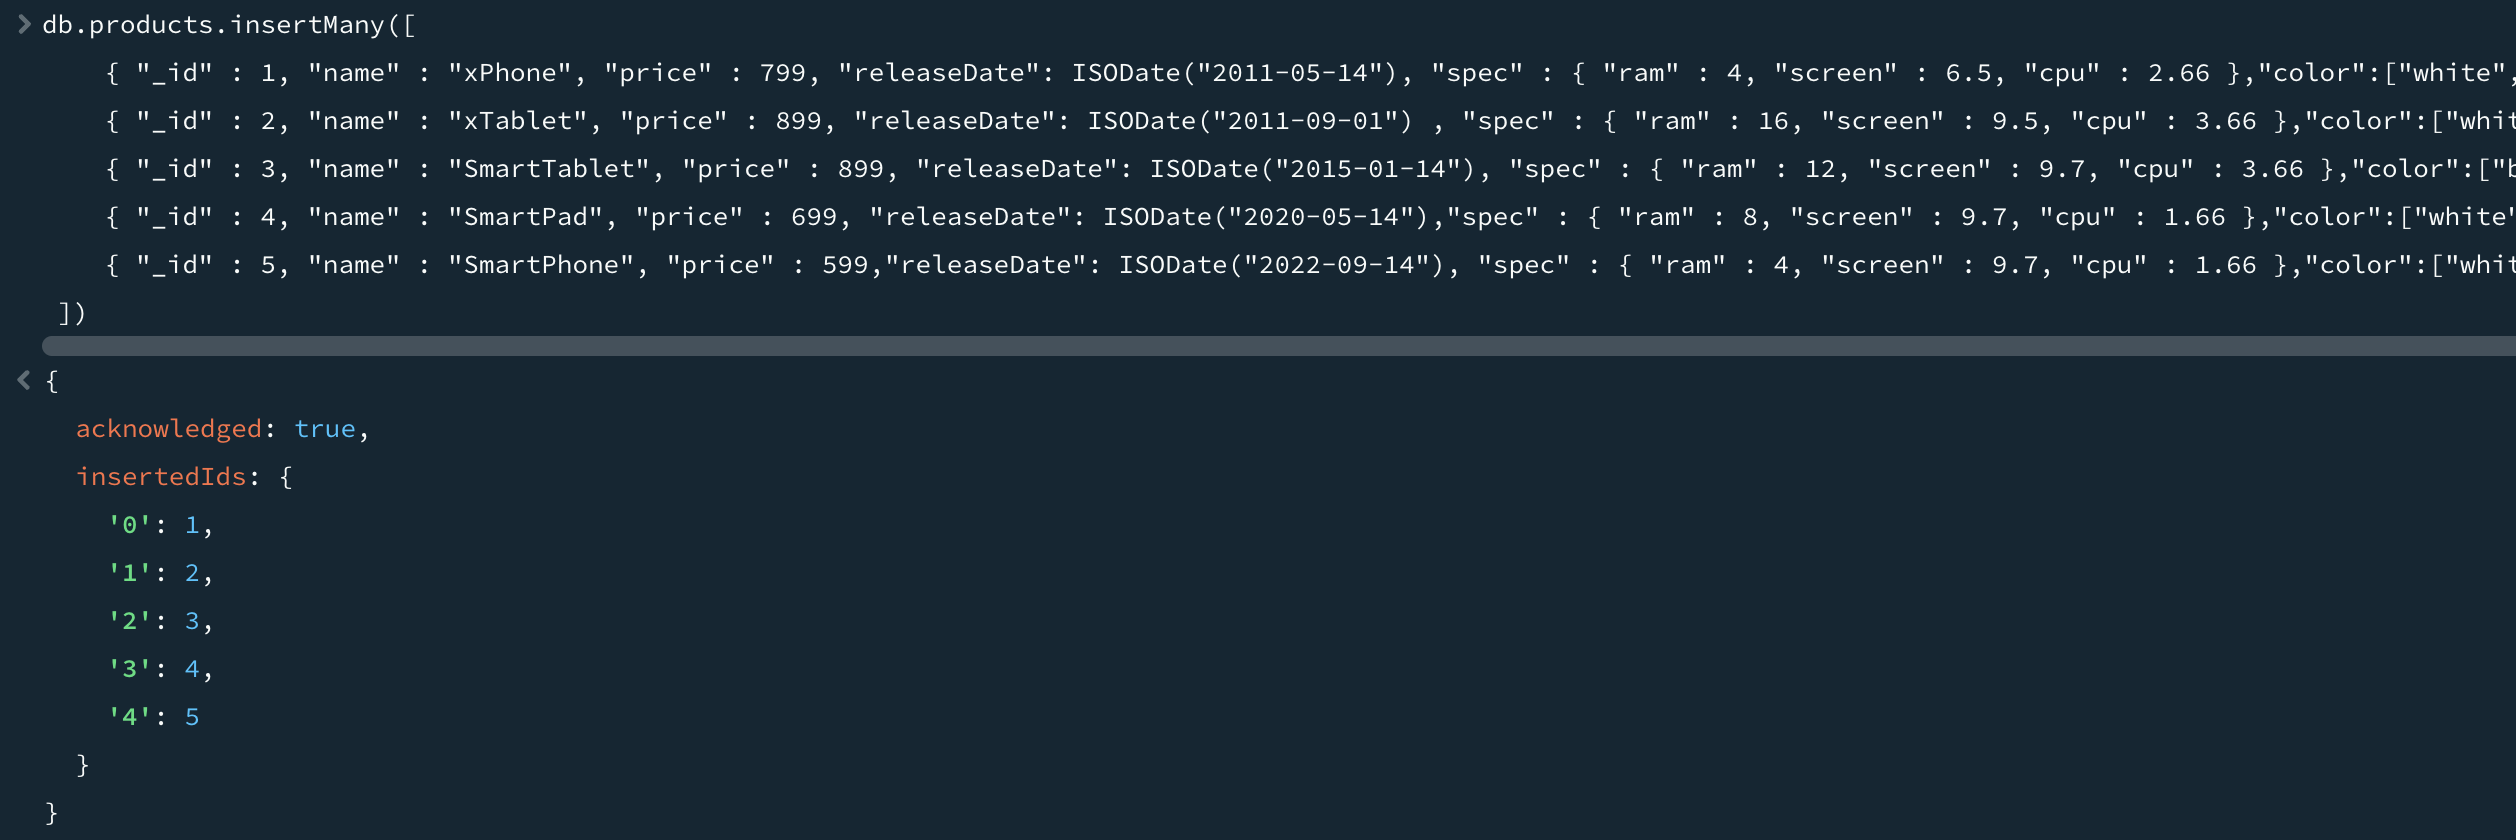 db.products.insertMany([
{ "_id" : 1, "name" : "xPhone", "price" : 799, "releaseDate": ISODate("2011-05-14"), "spec" : { "ram" : 4, "screen" : 6.5, "cpu" : 2.66 },"color":["white",
{ "_id" : 2, "name" : "xTablet", "price" : 899, "releaseDate": ISODate("2011-09-01") , "spec" : { "ram" : 16, "screen" : 9.5, "cpu" : 3.66 },"color":["whit
{ "_id" : 3, "name" : "SmartTablet", "price" : 899, "releaseDate": ISODate("2015-01-14"), "spec" : { "ram" : 12, "screen" : 9.7, "cpu" : 3.66 },"color":["b
{ "_id" : 4, "name" : "SmartPad", "price" : 699, "releaseDate": ISODate("2020-05-14"),"spec" : { "ram" : 8, "screen" : 9.7, "cpu" : 1.66 },"color":["white"
{ "_id" : 5, "name" : "SmartPhone", "price" : 599,"releaseDate": ISODate("2022-09-14"), "spec" : { "ram" : 4, "screen" : 9.7, "cpu" : 1.66 },"color":["whit
])
{
acknowledged: true,
insertedIds: {
'0': 1,
'1': 2,
'2': 3,
'3': 4,
'4': 5
}
}